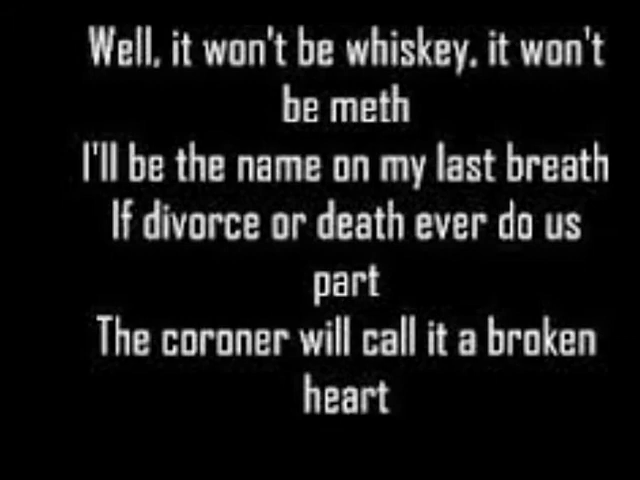 Well, it won't be whiskey, it won't
be meth
I'll be the name on my last breath
If divorce or death ever do us
part
The coroner will call it a broken
heart